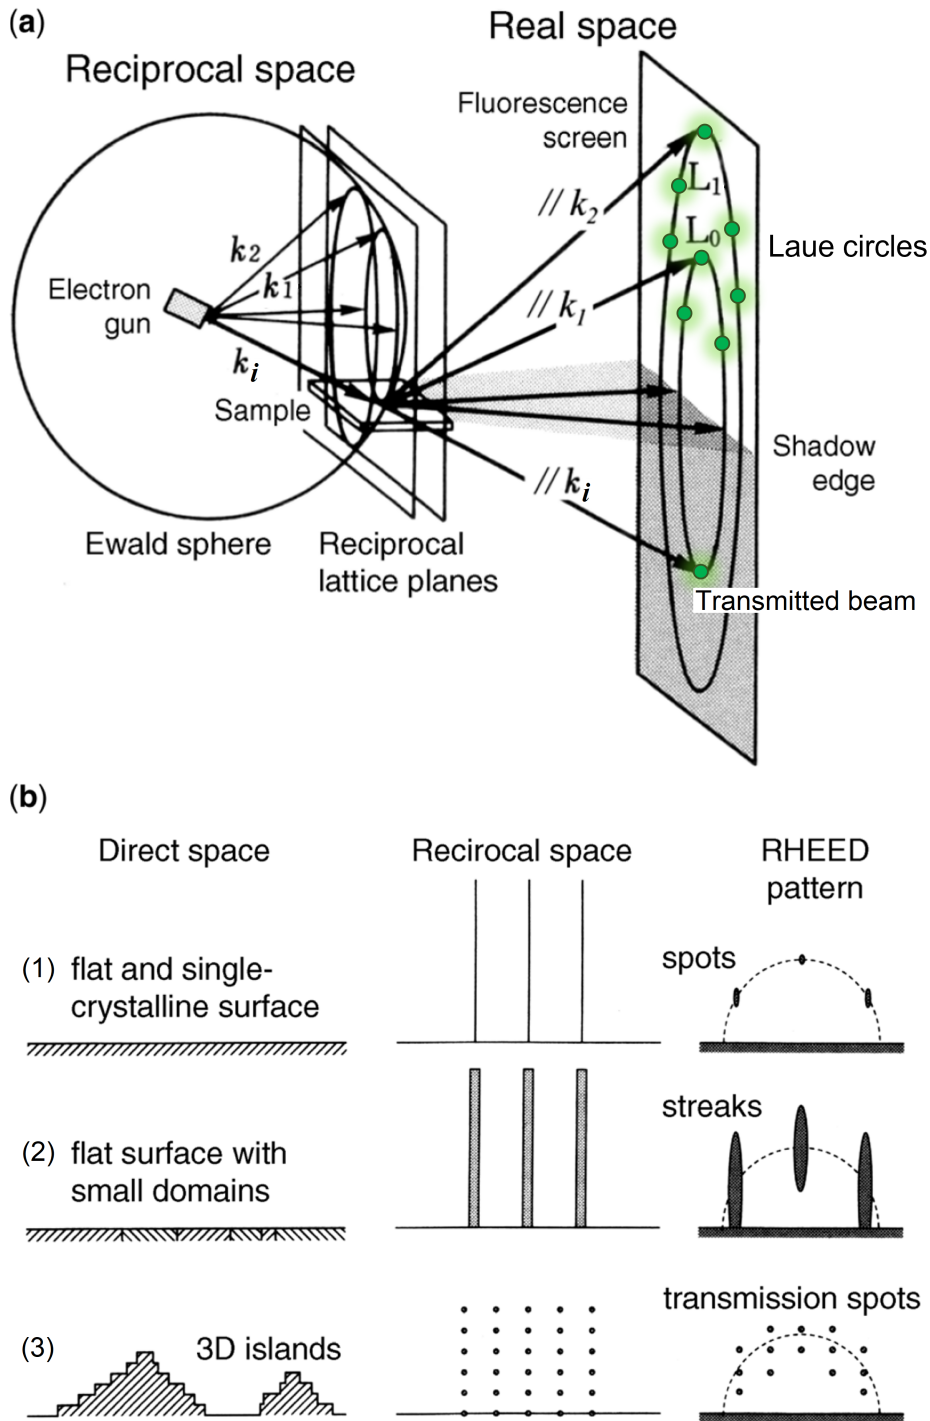 (a)
Real space
Reciprocal space
Fluorescence
screen
// k2
L1
L0
Laue circles
k2
k1
Electron
gun
// k1
ki
Sample
Shadow
edge
// ki
Ewald sphere
Reciprocal
lattice planes
Transmitted beam
(b)
Direct space
Recirocal space
RHEED
pattern
(1) flat and single-
crystalline surface
spots
(2) flat surface with
small domains
streaks
(3) 3D islands
transmission spots